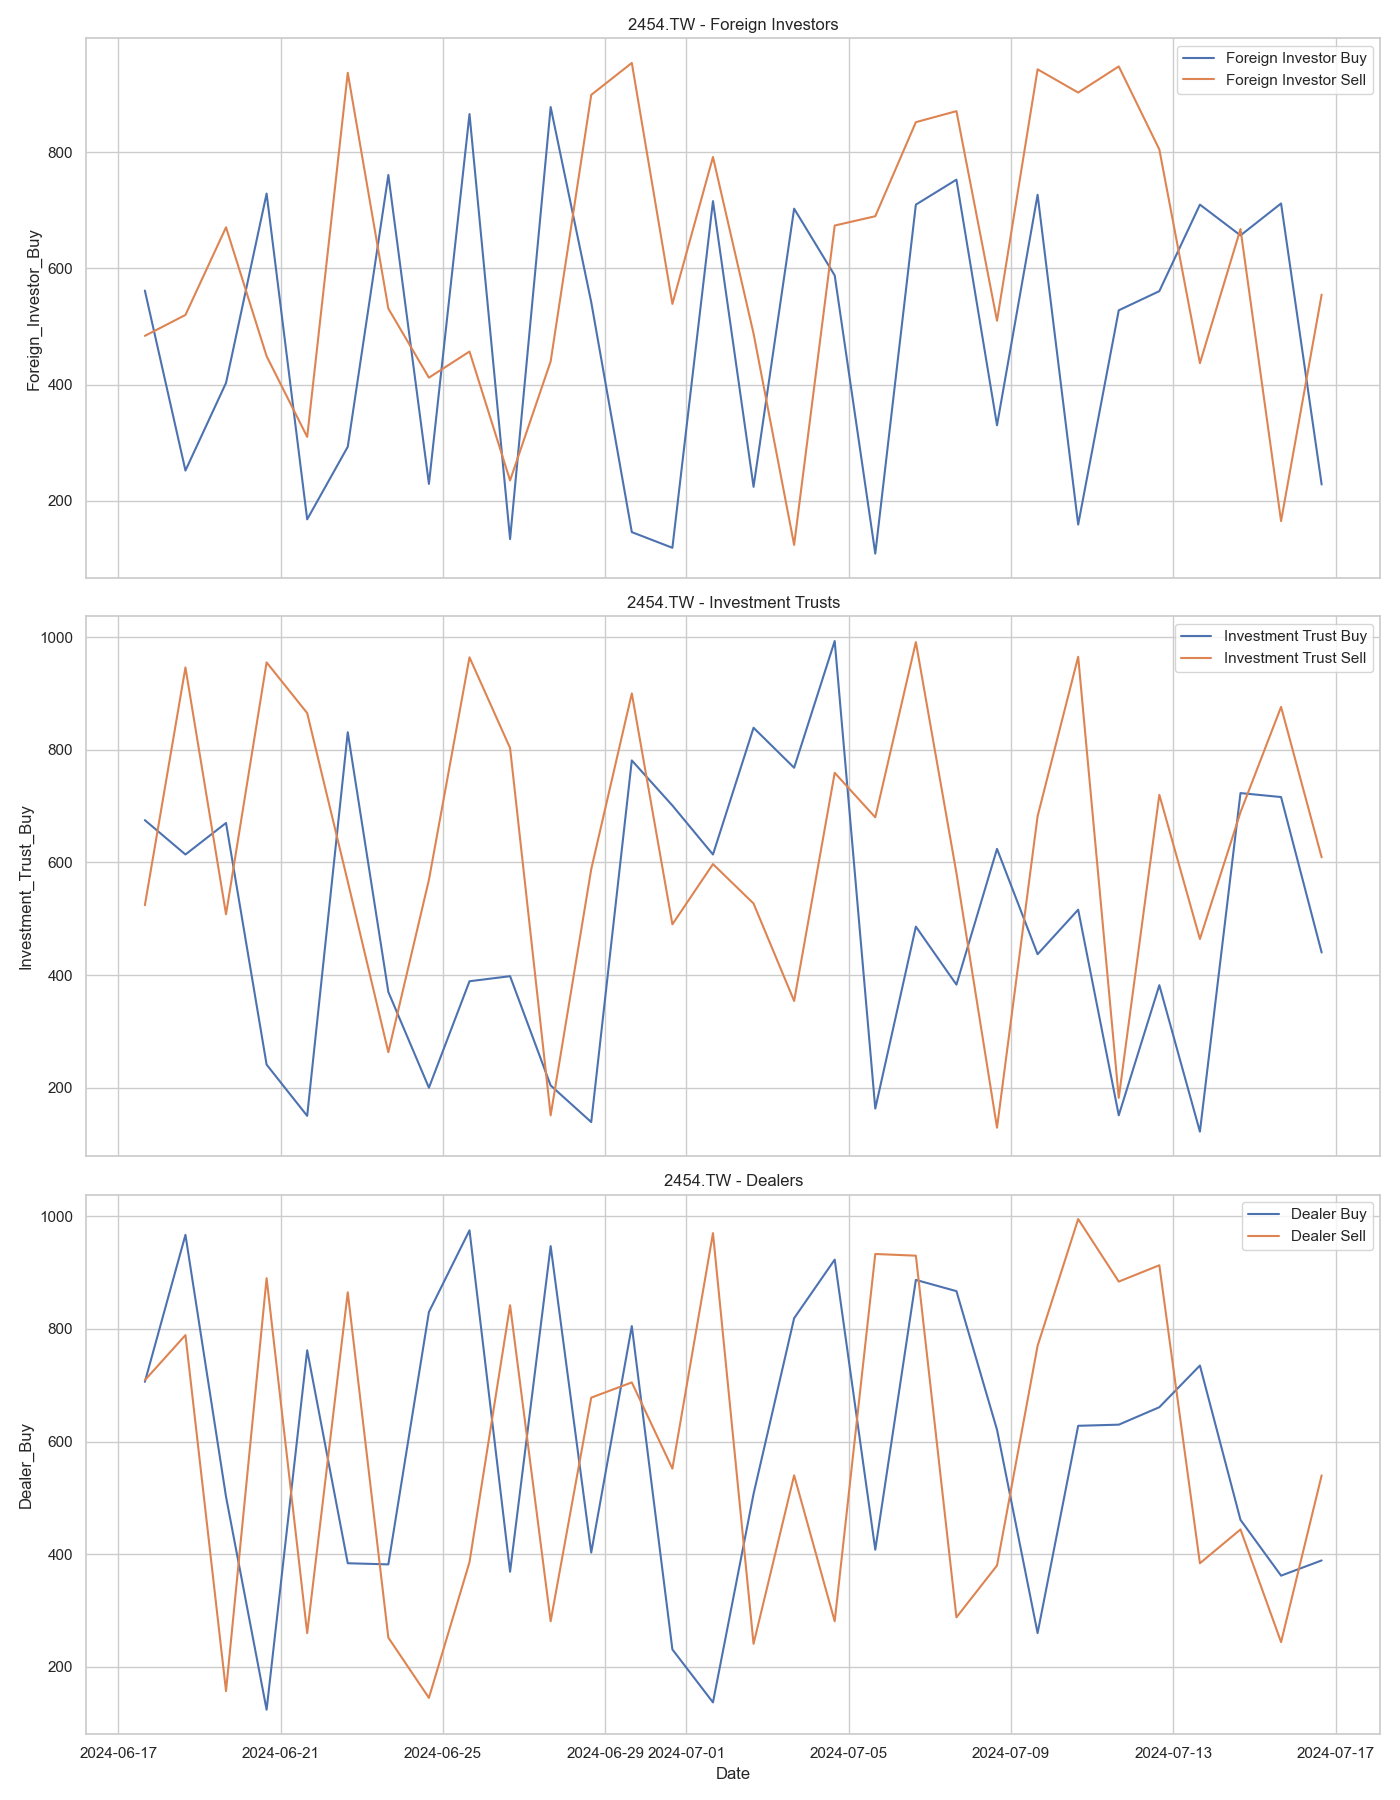 2454.TW - Foreign Investors
Foreign Investor Buy
Foreign Investor Sell
Foreign_Investor_Buy
800
600
400
200
2454.TW - Investment Trusts
Investment Trust Buy
Investment Trust Sell
Investment_Trust_Buy
1000
800
600
400
200
2454.TW - Dealers
Dealer Buy
Dealer Sell
Dealer_Buy
1000
800
600
400
200
2024-06-17 2024-06-21 2024-06-25 2024-06-29 2024-07-01 2024-07-05 2024-07-09 2024-07-13 2024-07-17
Date